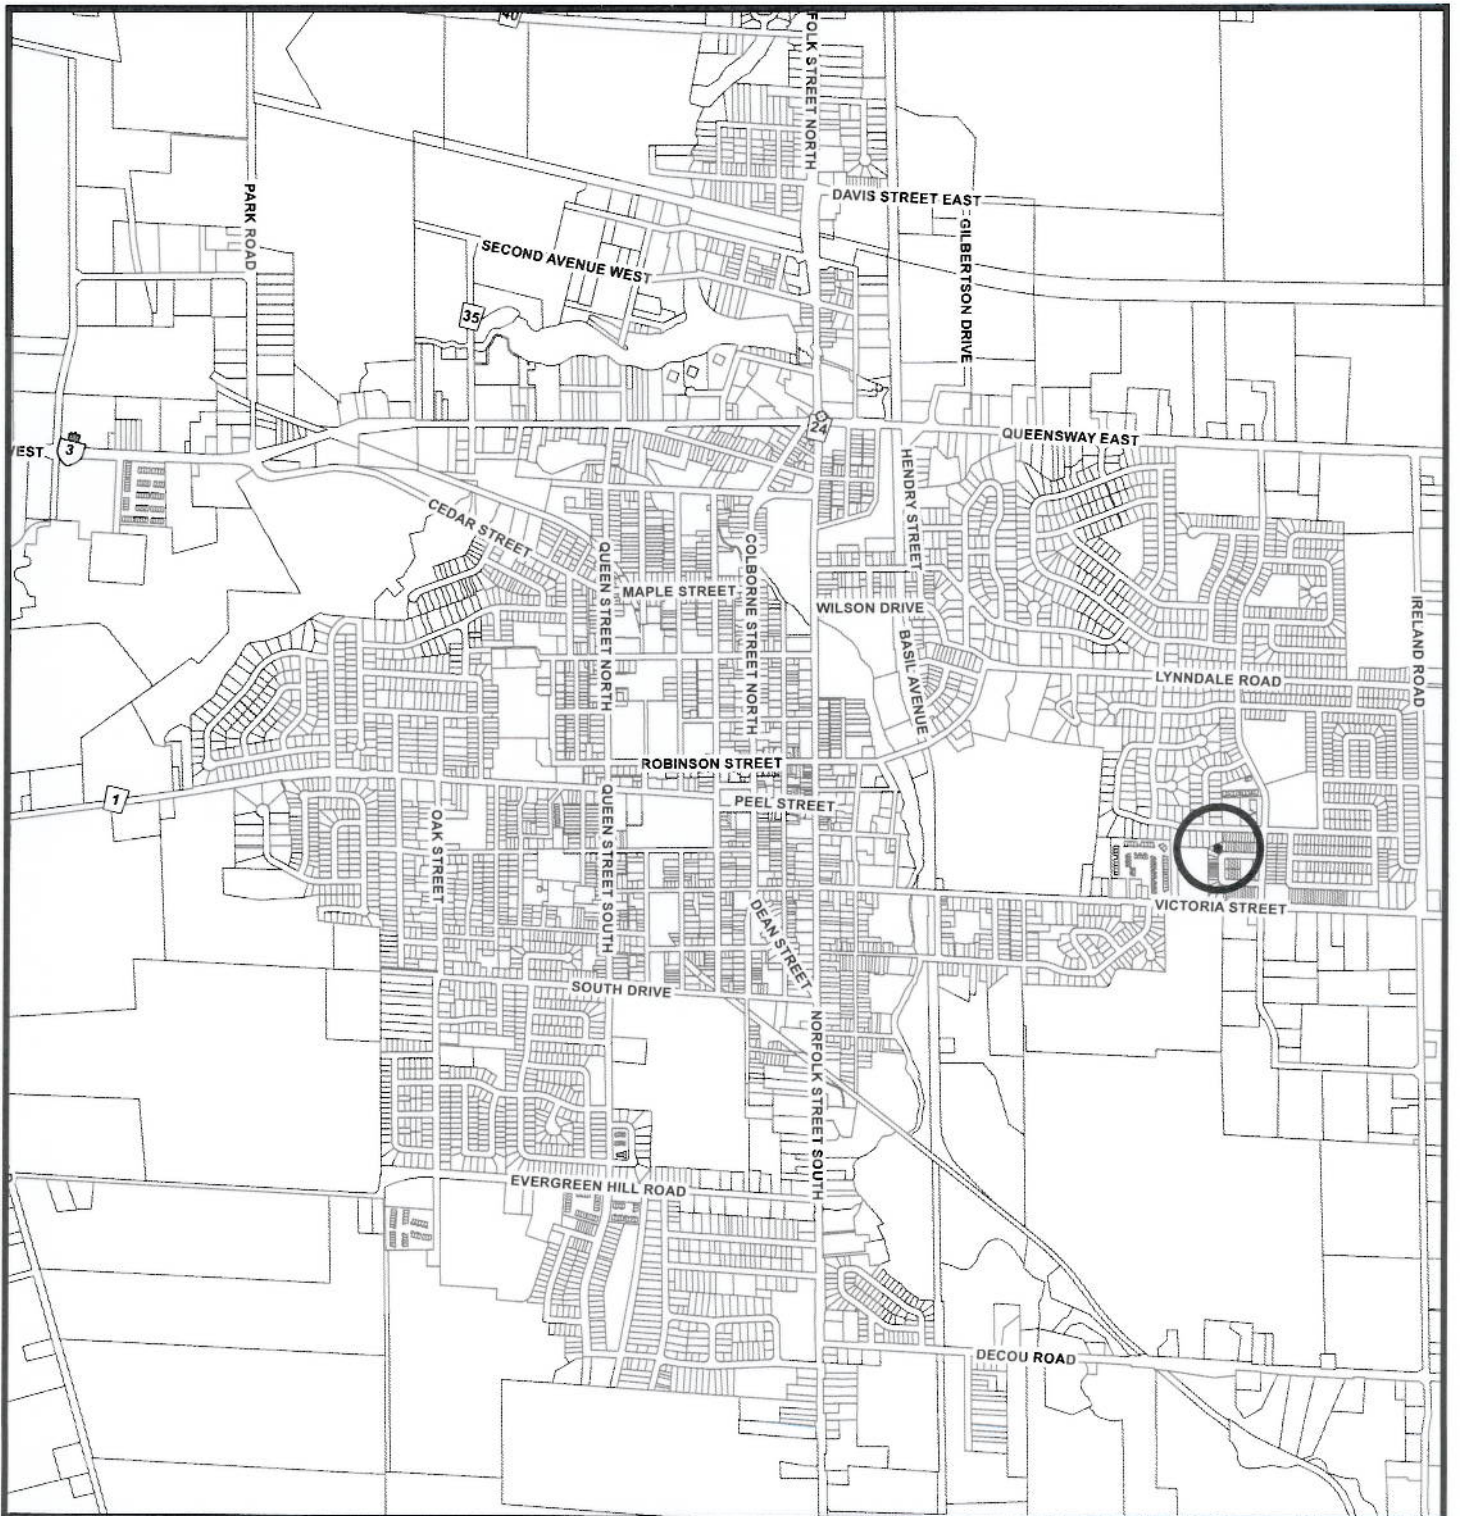 40
FOLK STREET NORTH
DAVIS STREET EAST
PARK ROAD
GILBERTSON DRIVE
SECOND AVENUE WEST
35
24
QUEENSWAY EAST
3
HENDRY STREET
CEDAR STREET
QUEEN STREET NORTH
COLBORNE STREET NORTH
MAPLE STREET
WILSON DRIVE
IRELAND ROAD
BASIL AVENUE
LYNNDALE ROAD
ROBINSON STREET
1
PEEL STREET
OAK STREET
QUEEN STREET SOUTH
DEAN STREET
VICTORIA STREET
SOUTH DRIVE
NORFOLK STREET SOUTH
EVERGREEN HILL ROAD
DECOU ROAD